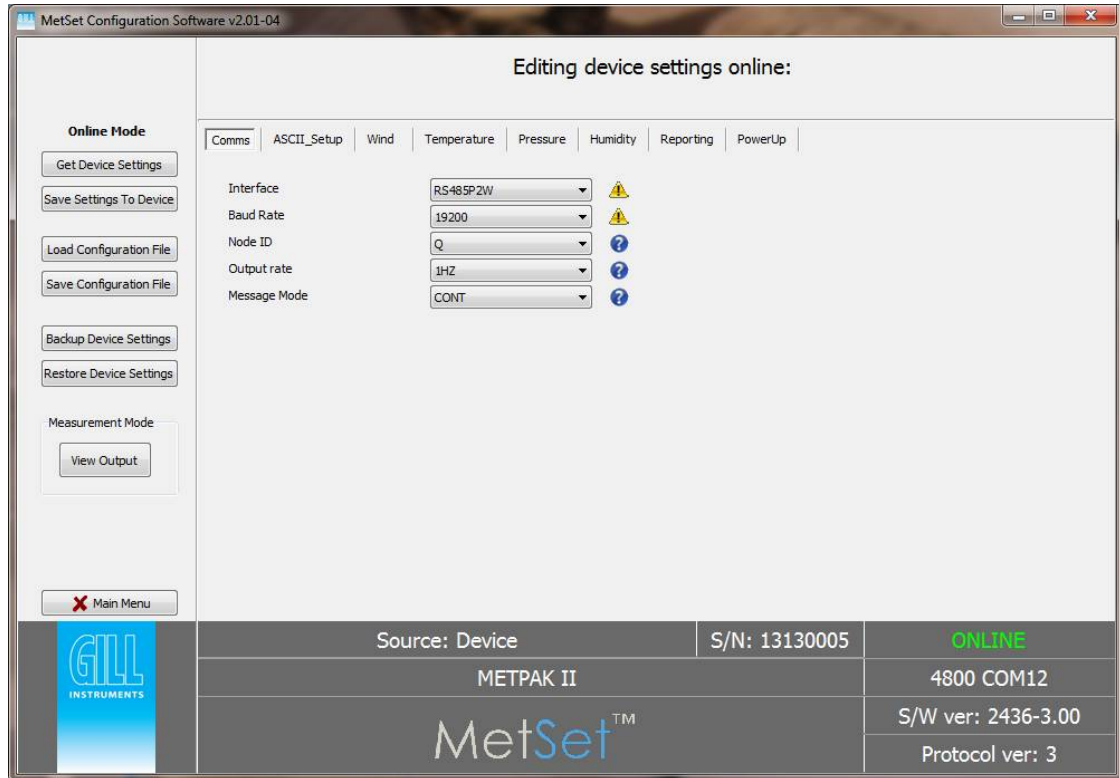 MetSet Configuration Software v2.01-04
Editing device settings online:
Online Mode
Get Device Settings
Save Settings To Device
Load Configuration File
Save Configuration File
Backup Device Settings
Restore Device Settings
Measurement Mode
View Output
Main Menu
Comms ASCII_Setup Wind Temperature Pressure Humidity Reporting PowerUp
Interface RS485P2W
Baud Rate 19200
Node ID Q
Output rate 1HZ
Message Mode CONT
GILL
INSTRUMENTS
Source: Device S/N: 13130005 ONLINE
METPAK II 4800 COM12
MetSet™ S/W ver: 2436-3.00
Protocol ver: 3